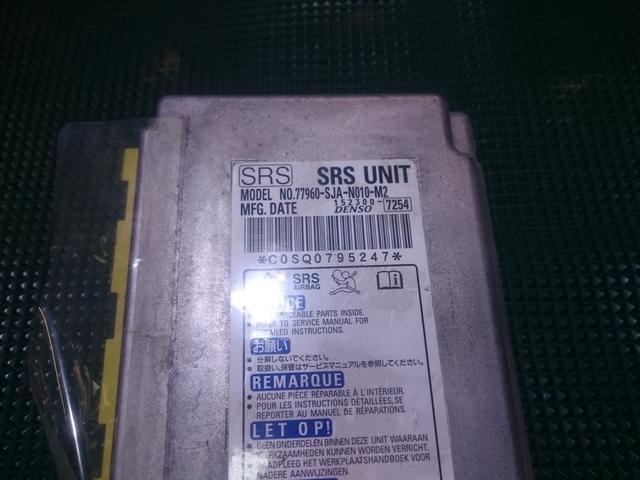 SRS SRS UNIT
MODEL NO.77960-SJA-N010-M2
MFG. DATE 152300- 7254
DENSO
*C0SQ0795247*
SRS
AIRBAG
PARTS INSIDE.
REFER TO SERVICE MANUAL FOR
DETAILED INSTRUCTIONS.
お願い
• 分解しないでください。
• 取扱い、保管はサービスマニュアルを参照してください。
REMARQUE
• AUCUNE PIÈCE RÉPARABLE À L'INTÉRIEUR.
• POUR LES INSTRUCTIONS DÉTAILLÉES, SE
REPORTER AU MANUEL DE RÉPARATIONS.
LET OP!
• GEEN ONDERDELEN BINNEN DEZE UNIT WAARAAN
WERKZAAMHEDEN KUNNEN WORDEN VERRICHT.
• RAADPLEEG HET WERKPLAATSHANDBOEK VOOR
NADERE AANWIJZINGEN.